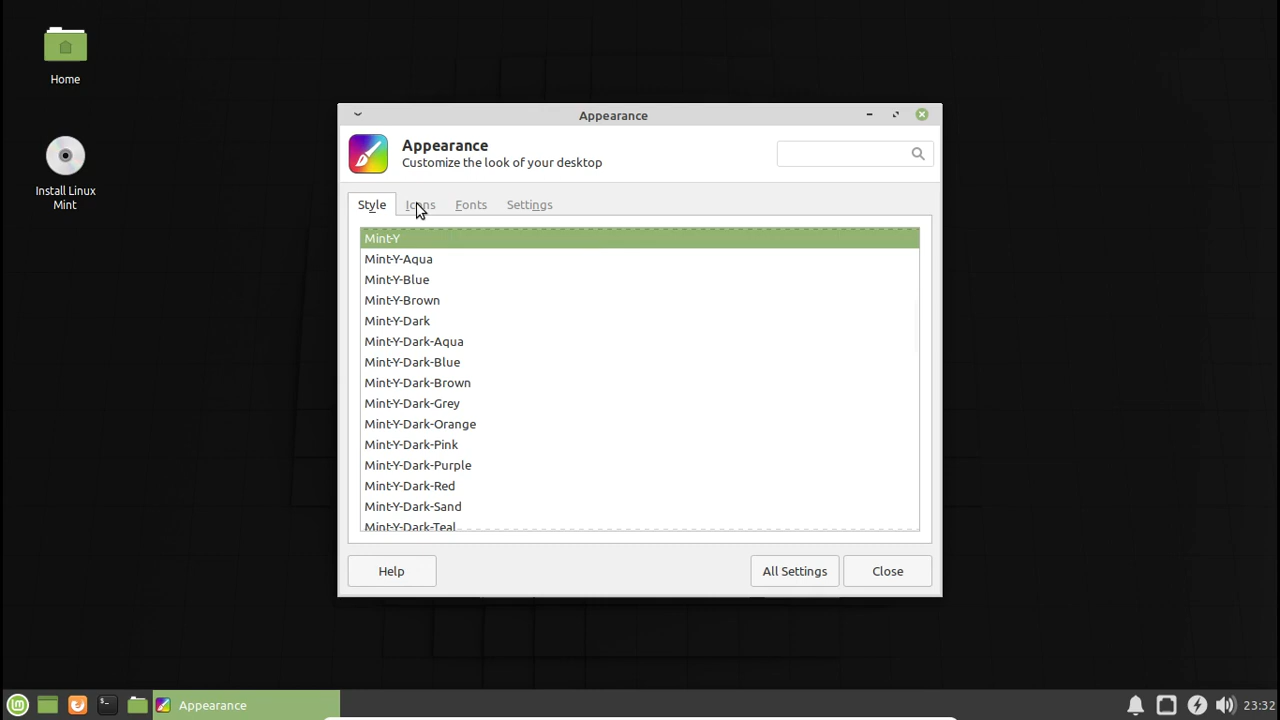 Home
Install Linux
Mint
Appearance
Appearance
Customize the look of your desktop
Style Icons Fonts Settings
Mint-Y
Mint-Y-Aqua
Mint-Y-Blue
Mint-Y-Brown
Mint-Y-Dark
Mint-Y-Dark-Aqua
Mint-Y-Dark-Blue
Mint-Y-Dark-Brown
Mint-Y-Dark-Grey
Mint-Y-Dark-Orange
Mint-Y-Dark-Pink
Mint-Y-Dark-Purple
Mint-Y-Dark-Red
Mint-Y-Dark-Sand
Mint-Y-Dark-Teal
Help All Settings Close
Appearance 23:32